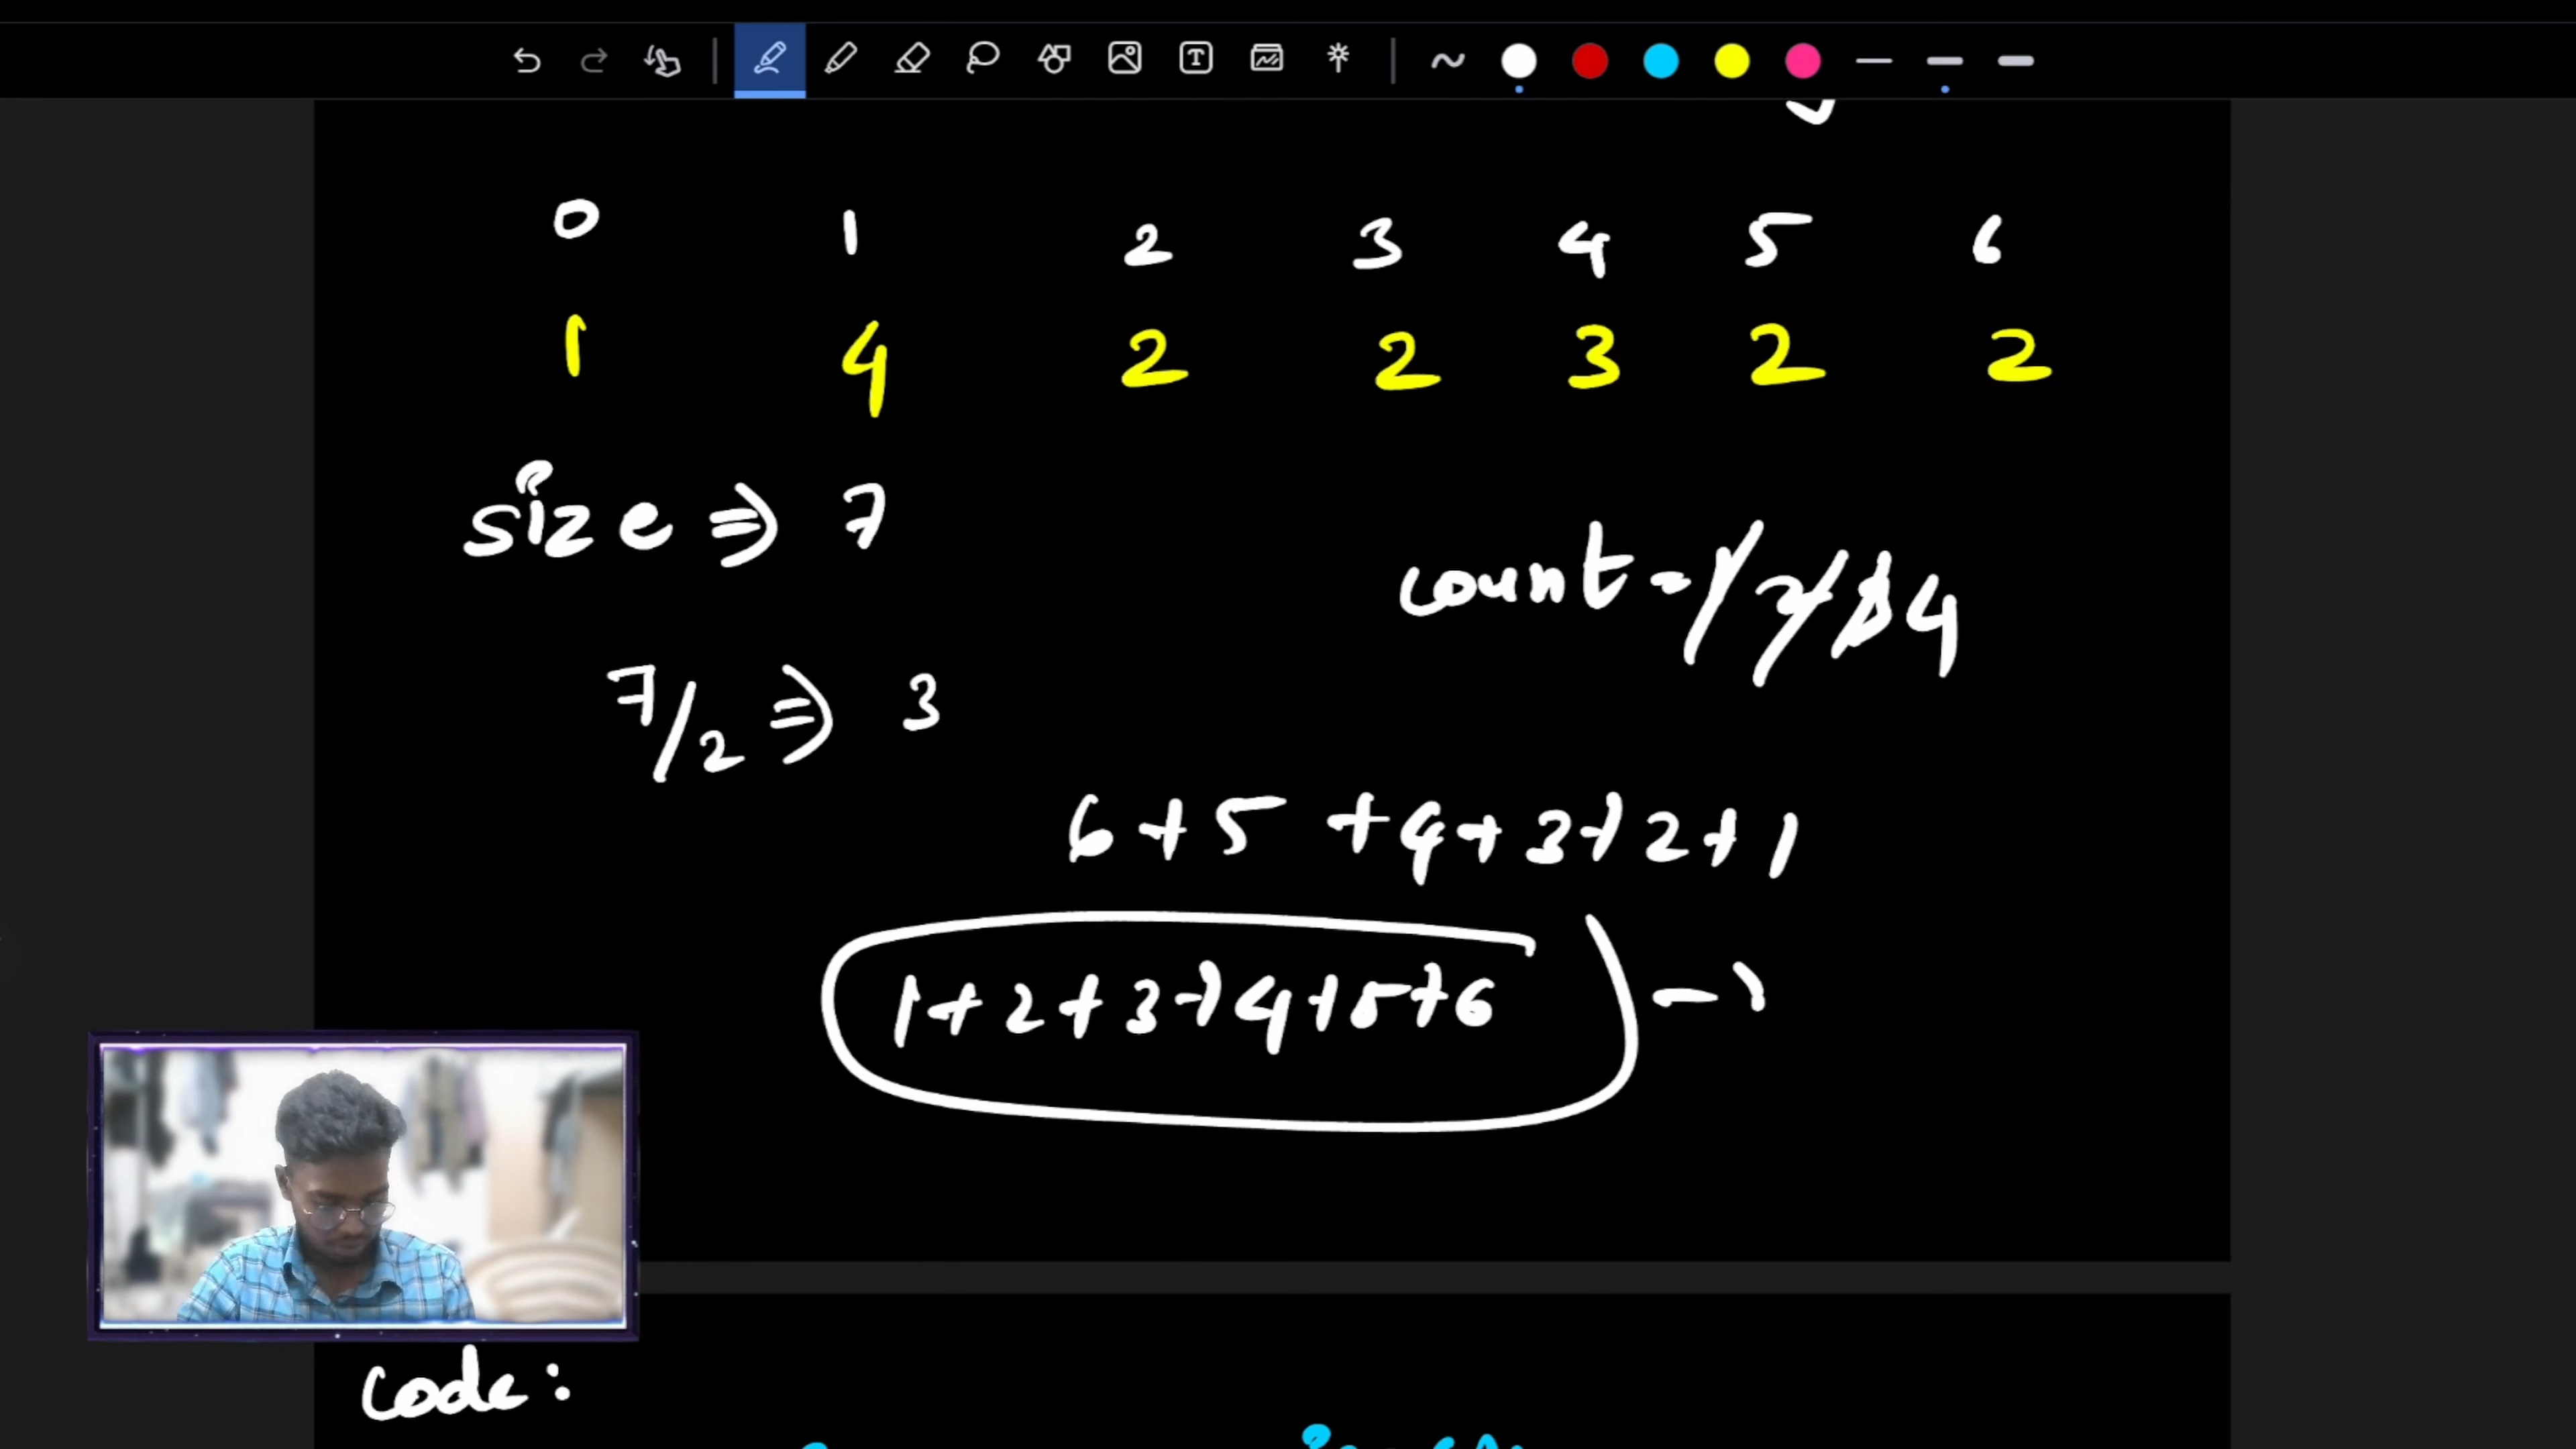 0 1 2 3 4 5 6
1 4 2 2 3 2 2
size ⇒ 7
count = 1 2 3 4
7/2 ⇒ 3
6+5+4+3+2+1
1+2+3+4+5+6
code: